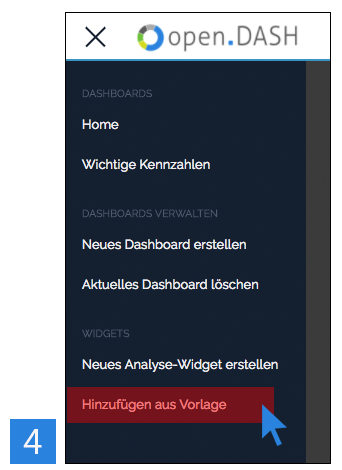 open.DASH
DASHBOARDS
Home
Wichtige Kennzahlen
DASHBOARDS VERWALTEN
Neues Dashboard erstellen
Aktuelles Dashboard löschen
WIDGETS
Neues Analyse-Widget erstellen
Hinzufügen aus Vorlage
4